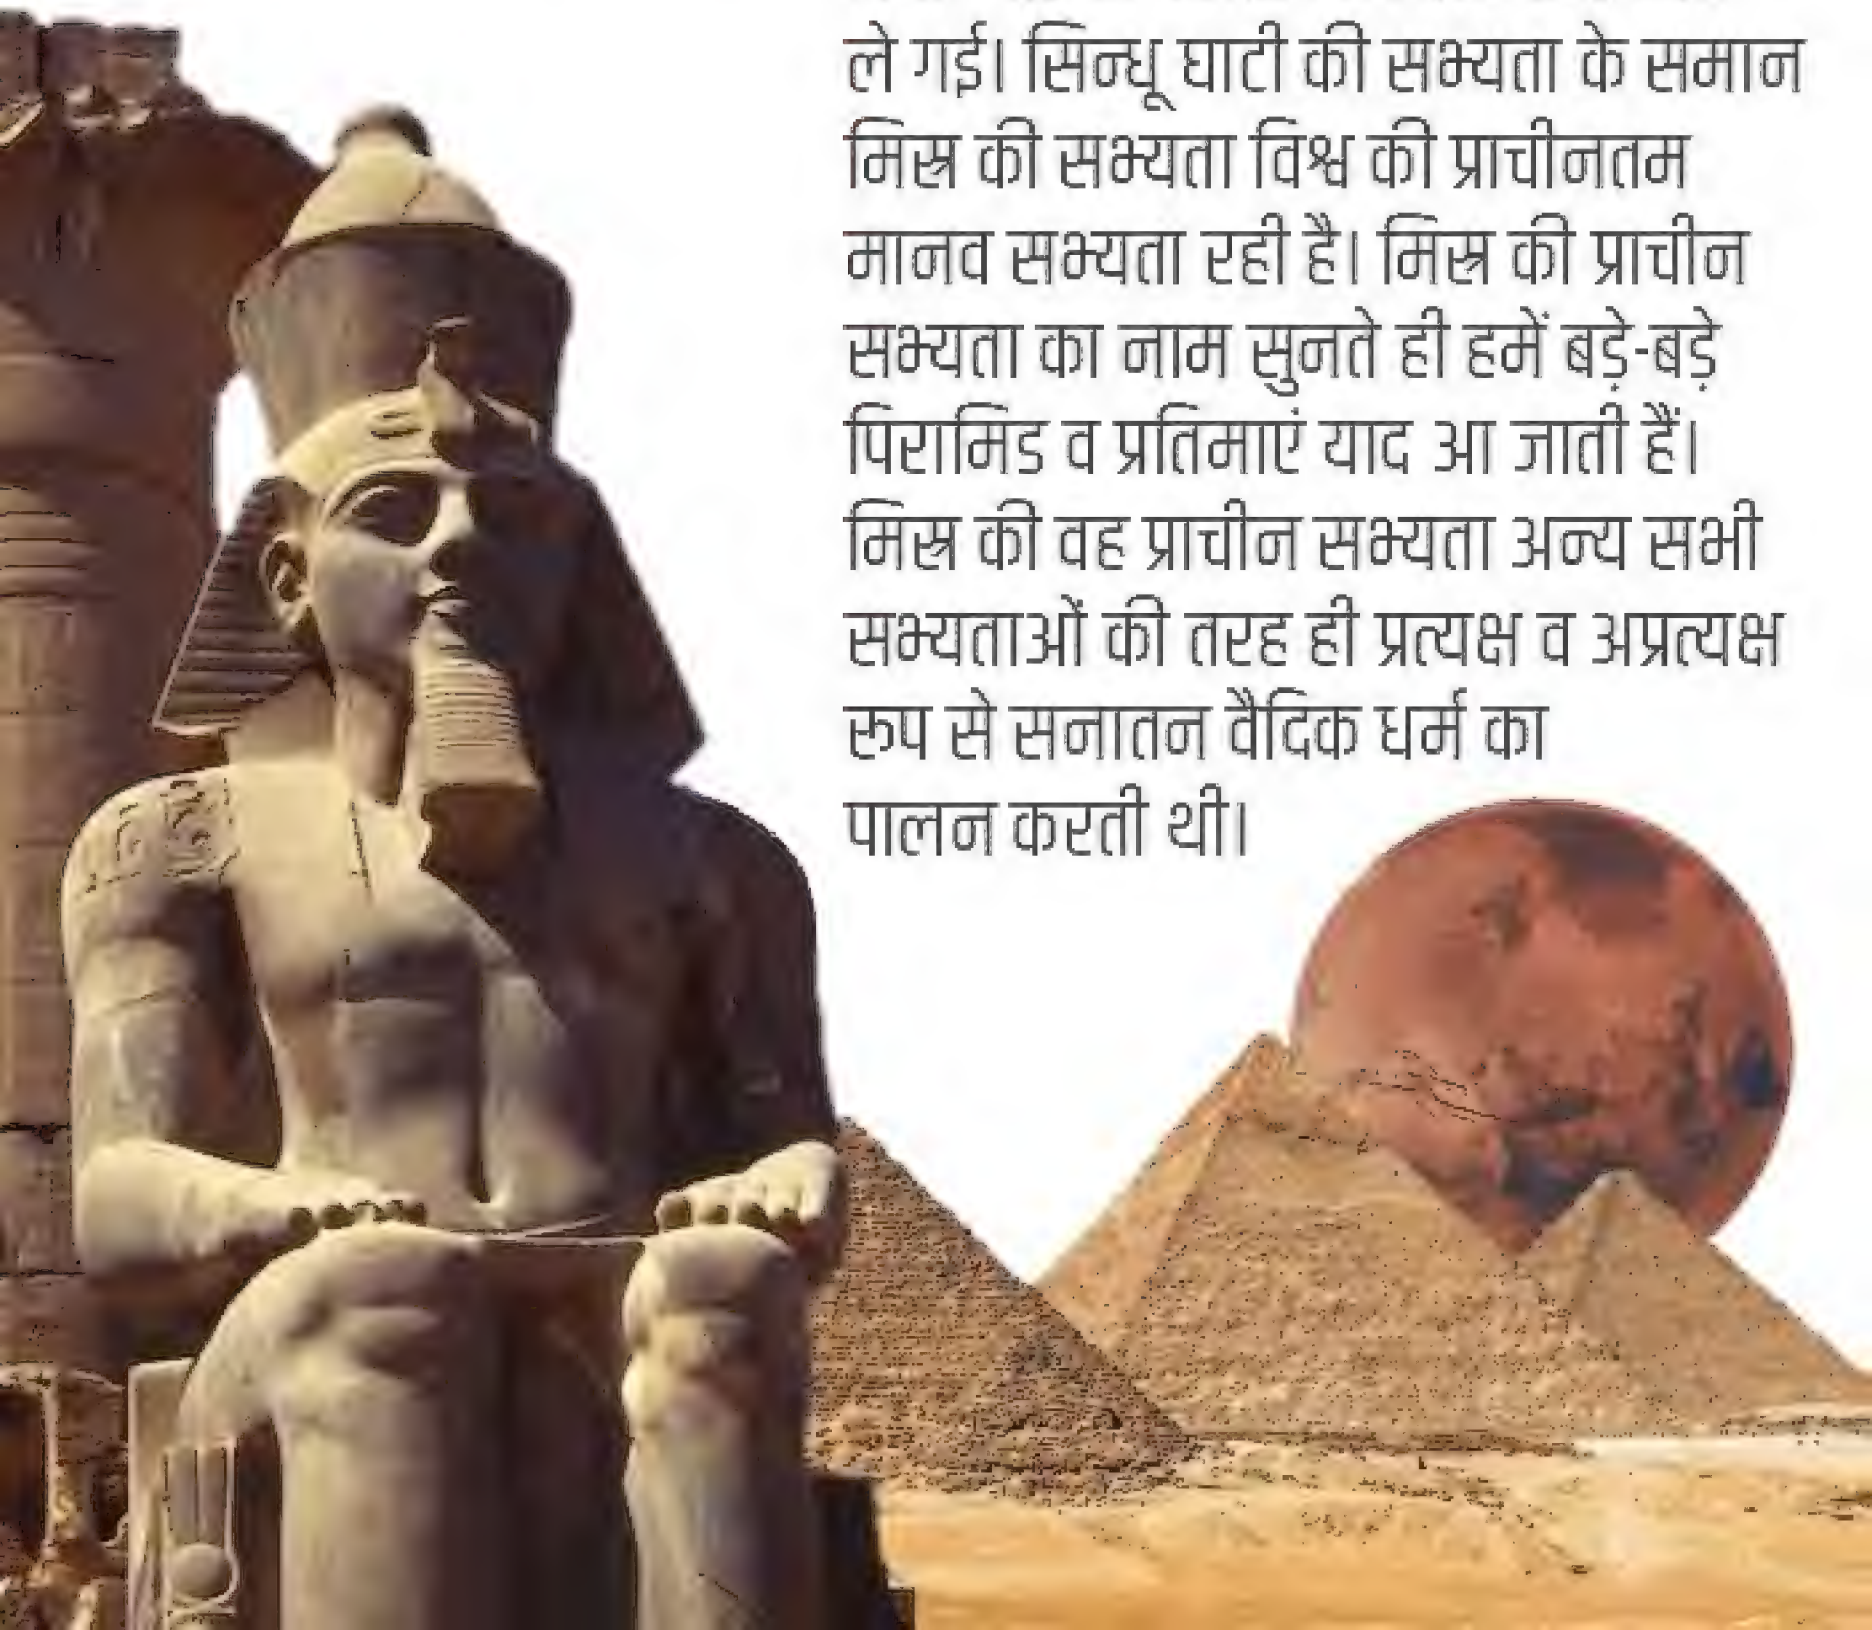 ले गई। सिन्धू घाटी की सभ्यता के समान
मिस्र की सभ्यता विश्व की प्राचीनतम
मानव सभ्यता रही है। मिस्र की प्राचीन
सभ्यता का नाम सुनते ही हमें बड़े-बड़े
पिरामिड व प्रतिमाएं याद आ जाती हैं।
मिस्र की वह प्राचीन सभ्यता अन्य सभी
सभ्यताओं की तरह ही प्रत्यक्ष व अप्रत्यक्ष
रूप से सनातन वैदिक धर्म का
पालन करती थी।